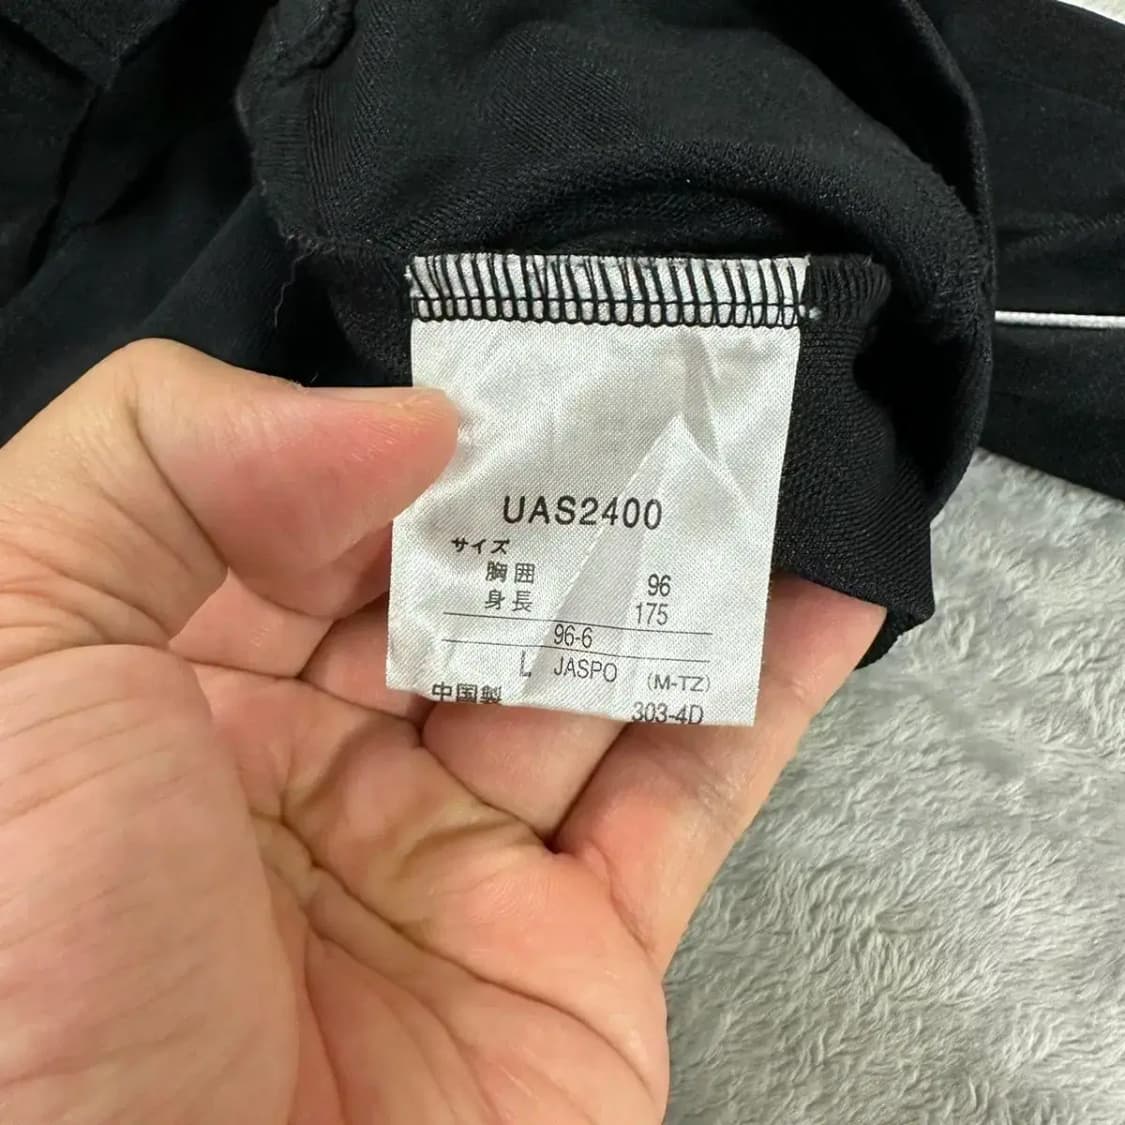 UAS2400
サイズ
胸囲 96
身長 175
96-6
L JASPO (M-TZ)
中国製 303-4D